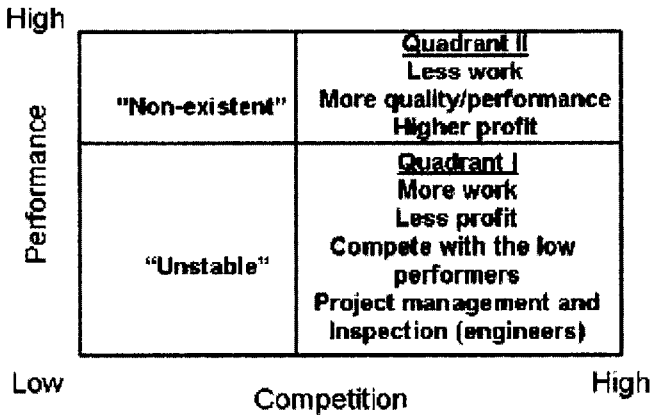 High
Performance
"Non-existent"
Quadrant II
Less work
More quality/performance
Higher profit
"Unstable"
Quadrant I
More work
Less profit
Compete with the low
performers
Project management and
Inspection (engineers)
Low
Competition
High